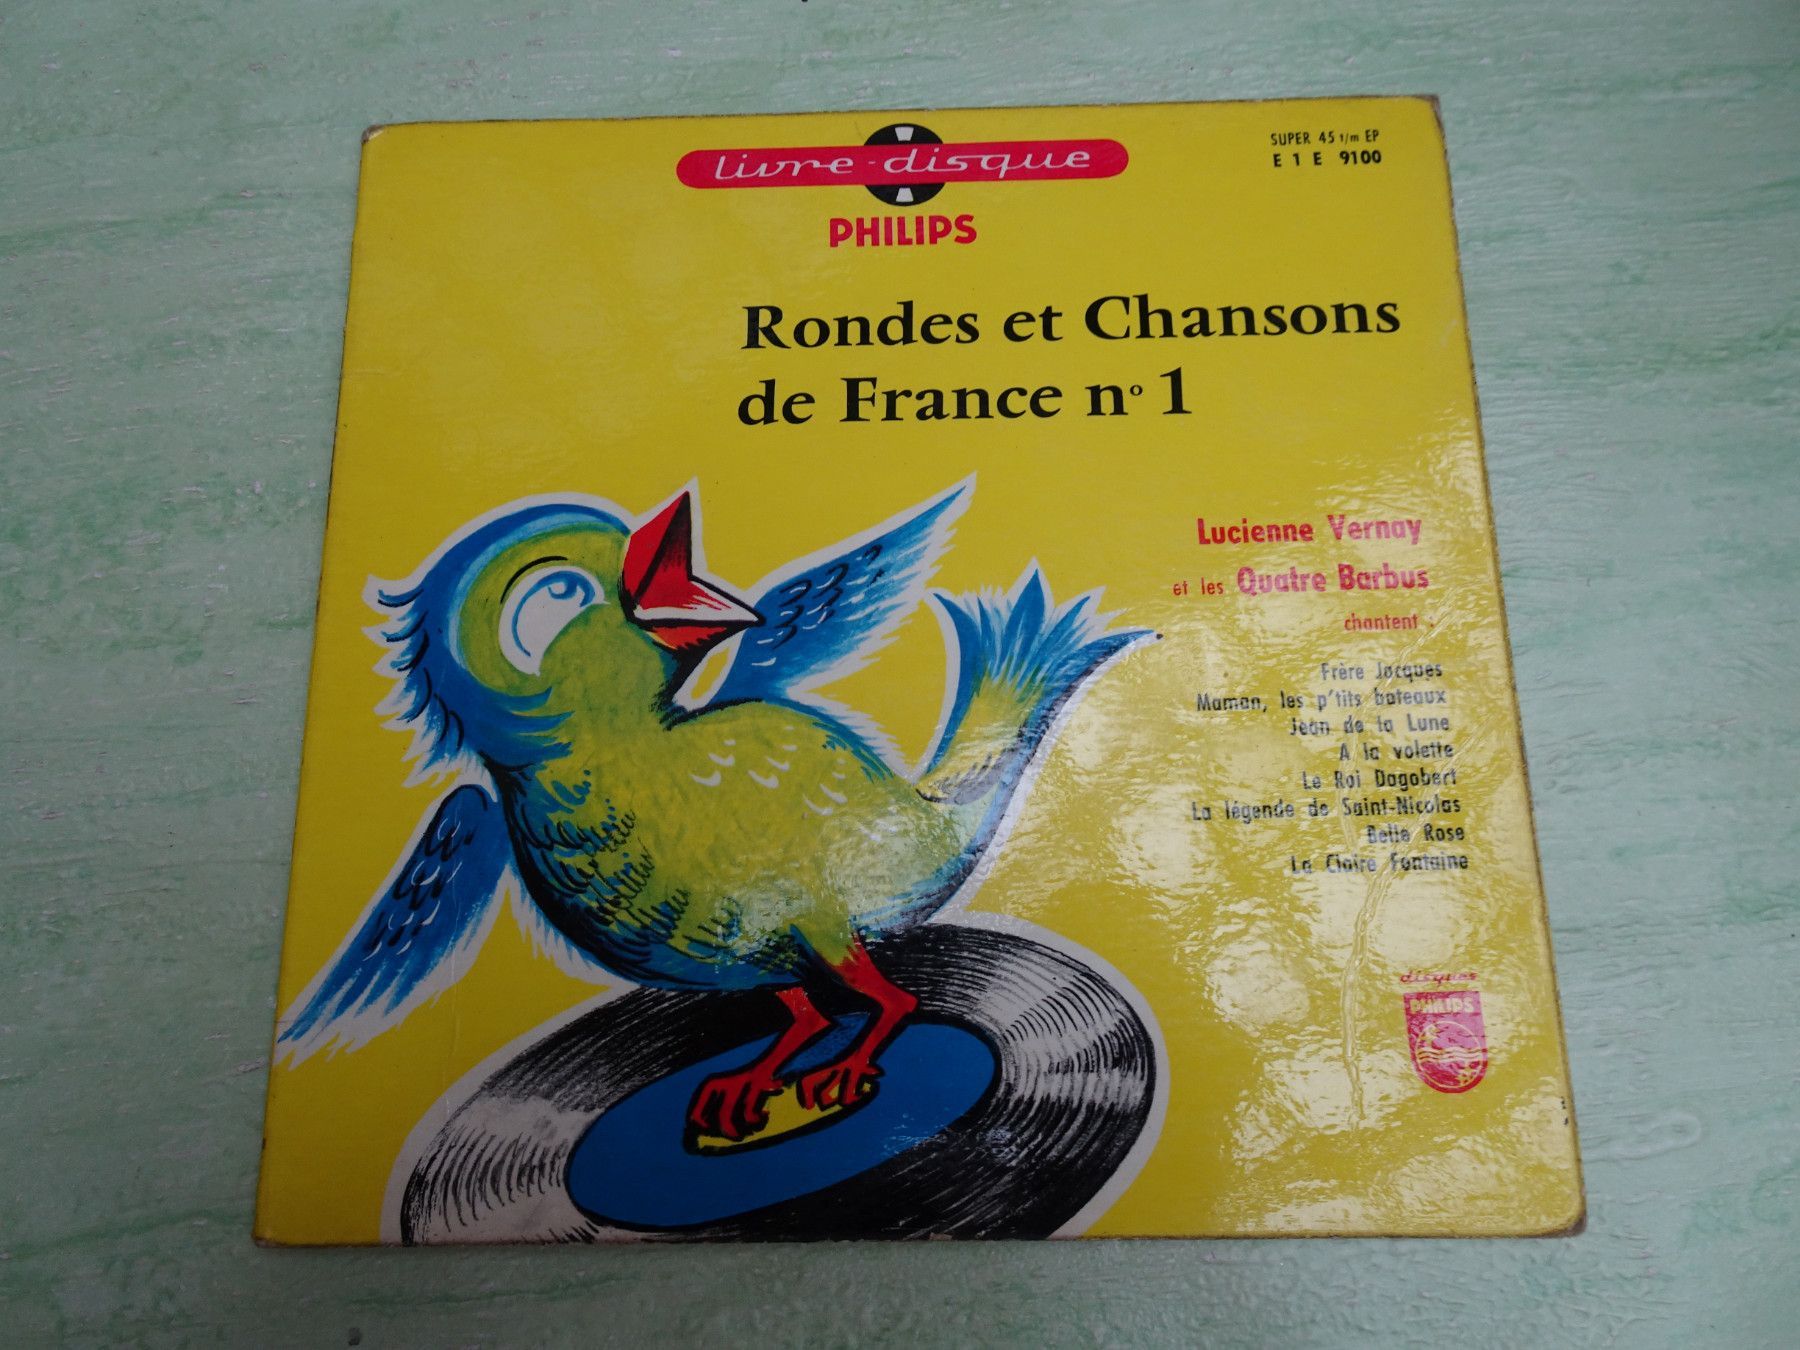 livre-disque
PHILIPS
SUPER 45 t/m EP
E 1 E 9100
Rondes et Chansons
de France nº 1
Lucienne Vernay
et les Quatre Barbus
chantent :
Frère Jacques
Maman, les p'tits bateaux
Jean de la Lune
A la volette
Le Roi Dagobert
La légende de Saint-Nicolas
Belle Rose
La Claire Fontaine
disques
PHILIPS